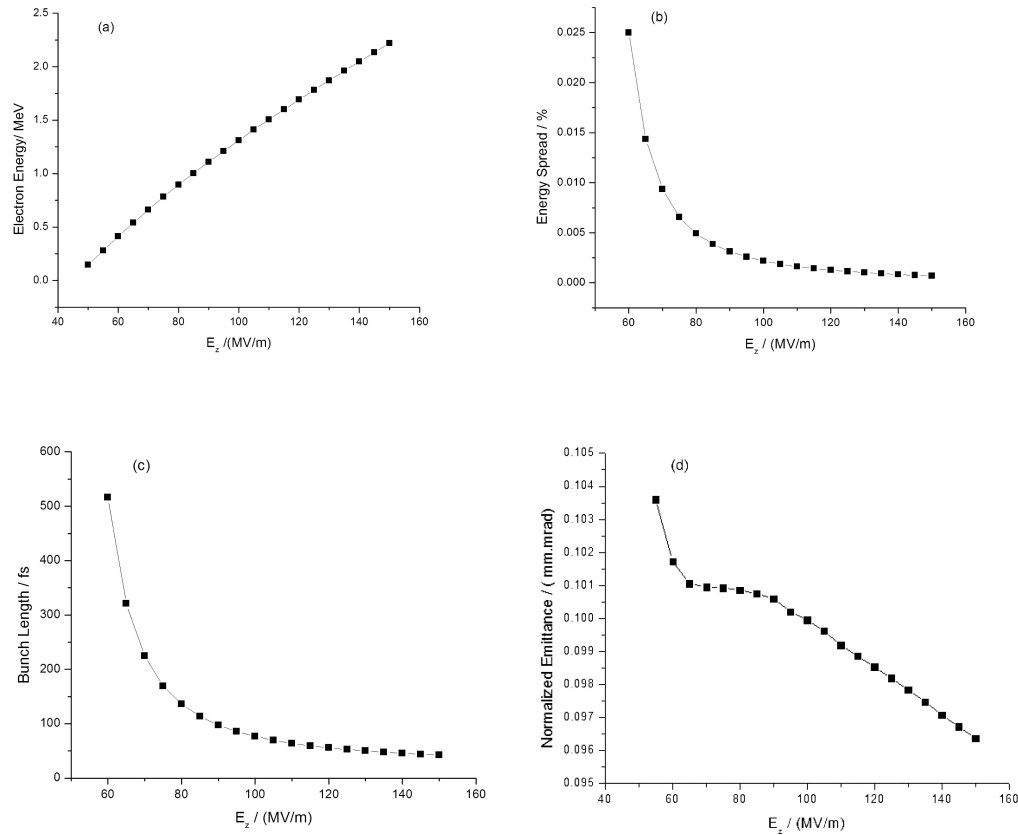 (a)
Electron Energy/ MeV
2.5
2.0
1.5
1.0
0.5
0.0
40 60 80 100 120 140 160
E_z /(MV/m)
(b)
Energy Spread / %
0.025
0.020
0.015
0.010
0.005
0.000
60 80 100 120 140 160
E_z / (MV/m)
(c)
Bunch Length / fs
600
500
400
300
200
100
0
60 80 100 120 140 160
E_z / (MV/m)
(d)
Normalized Emittance / ( mm.mrad)
0.105
0.104
0.103
0.102
0.101
0.100
0.099
0.098
0.097
0.096
0.095
40 60 80 100 120 140 160
E_z / (MV/m)